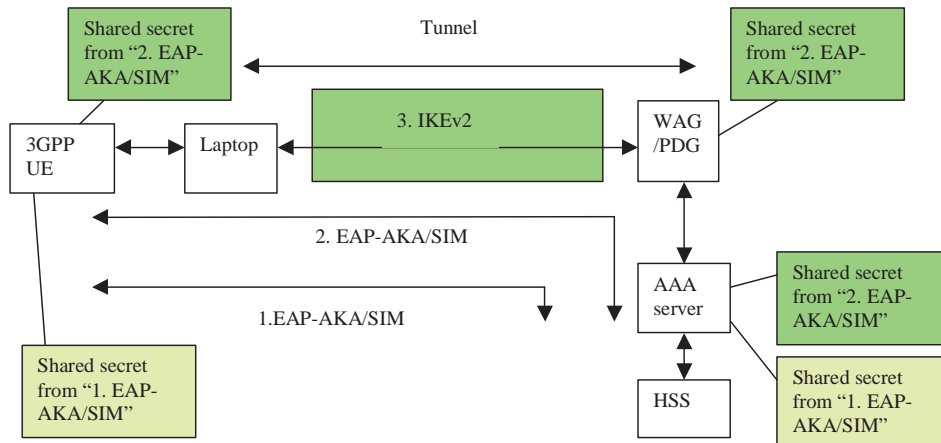 Shared secret
from “2. EAP-
AKA/SIM”
Tunnel
Shared secret
from “2. EAP-
AKA/SIM”
3GPP
UE
Laptop
3. IKEv2
WAG
/PDG
2. EAP-AKA/SIM
1.EAP-AKA/SIM
AAA
server
Shared secret
from “2. EAP-
AKA/SIM”
Shared secret
from “1. EAP-
AKA/SIM”
HSS
Shared secret
from “1. EAP-
AKA/SIM”